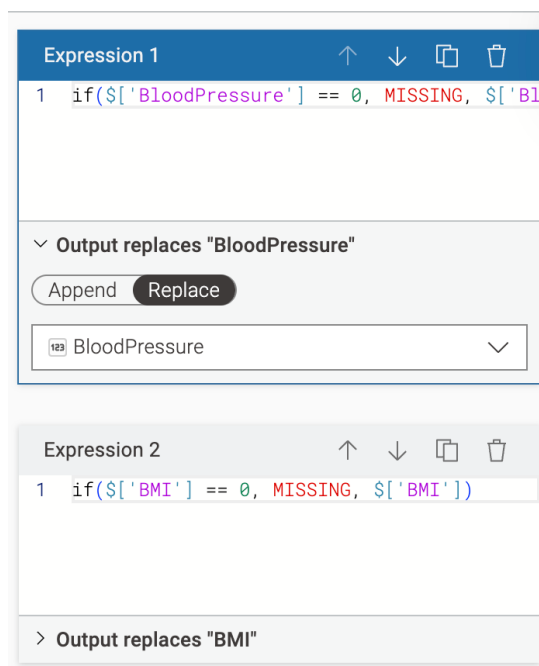 Expression 1
1 if($['BloodPressure'] == 0, MISSING, $['Bl
Output replaces "BloodPressure"
Append Replace
123 BloodPressure
Expression 2
1 if($['BMI'] == 0, MISSING, $['BMI'])
Output replaces "BMI"